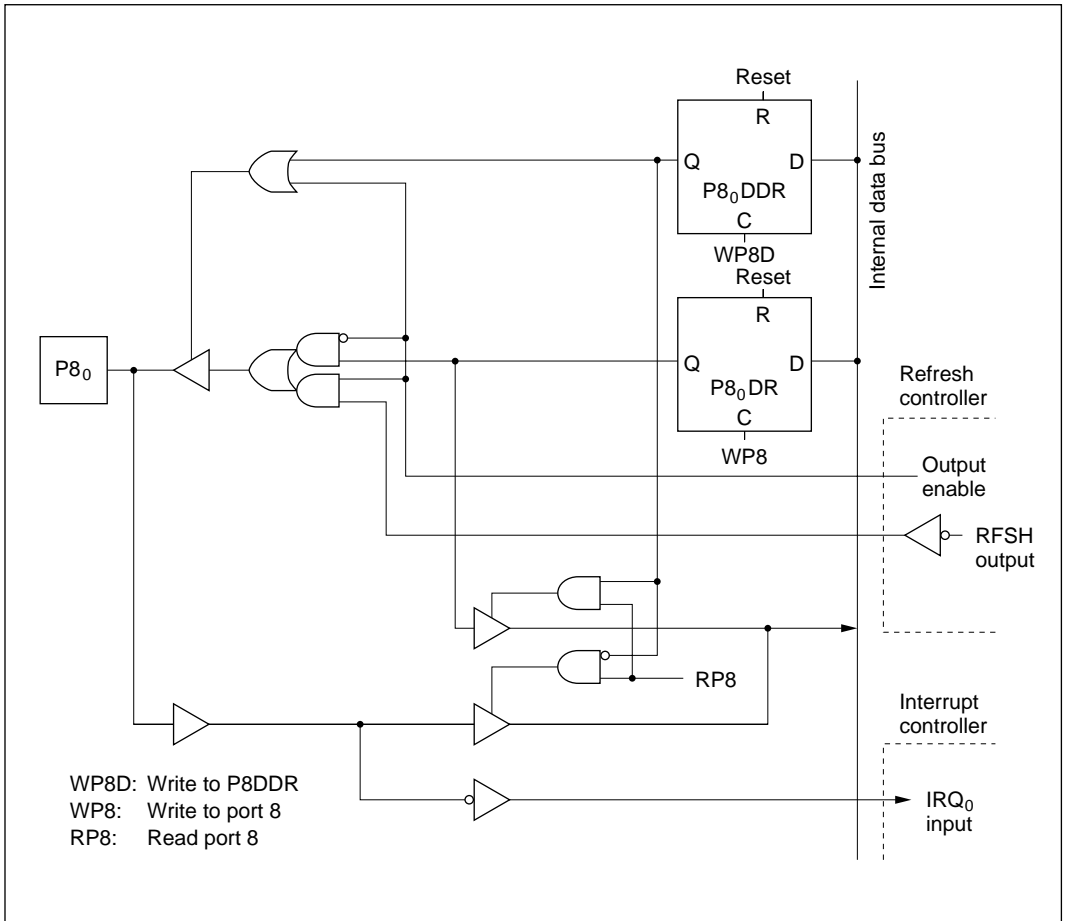 Reset
R
Q
D
P8₀DDR
C
WP8D
Internal data bus
Reset
R
P8₀
Q
D
P8₀DR
C
WP8
Refresh
controller
Output
enable
RFSH
output
RP8
Interrupt
controller
WP8D: Write to P8DDR
WP8: Write to port 8
RP8: Read port 8
IRQ₀
input